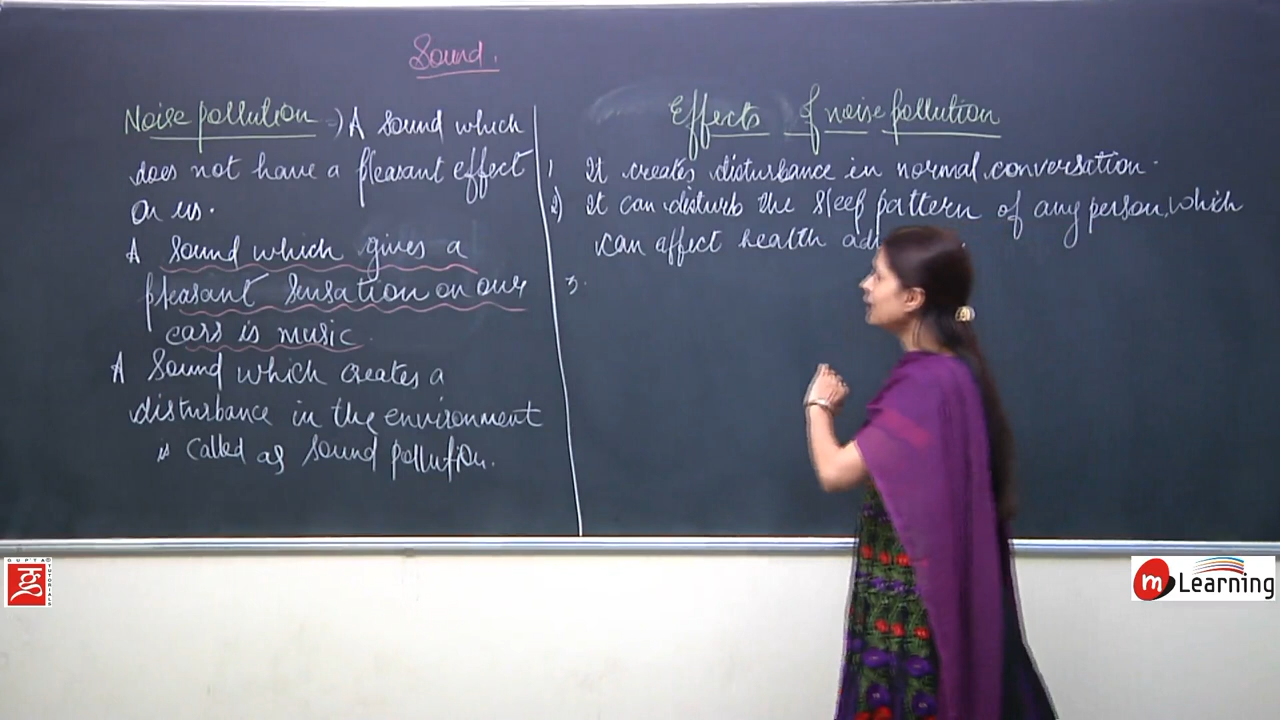 Sound.
Noise pollution :) A sound which
does not have a pleasant effect
on us.
A sound which gives a
pleasant sensation on our
ears is music.
A sound which creates a
disturbance in the environment
is called as sound pollution.
Effects of noise pollution
1 It creates disturbance in normal conversation.
2) It can disturb the sleep pattern of any person, which
can affect health
3.
GUPTA TUTORIALS
m Learning